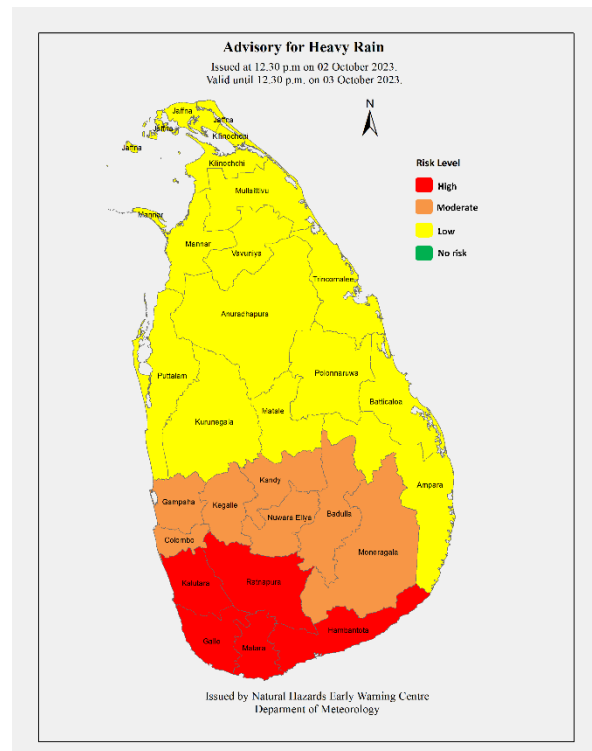 Advisory for Heavy Rain
Issued at 12.30 p.m on 02 October 2023.
Valid until 12.30 p.m. on 03 October 2023.
N
Jaffna
Jaffna
Jaffna
Jaffna
Kilinochchi
Kilinochchi
Risk Level
High
Moderate
Low
No risk
Mullaittivu
Mannar
Mannar
Vavuniya
Trincomalee
Anuradhapura
Puttalam
Polonnaruwa
Batticaloa
Kurunegala
Matale
Ampara
Kandy
Gampaha
Kegalle
Nuwara Eliya
Badulla
Colombo
Moneragala
Kalutara
Ratnapura
Hambantota
Galle
Matara
Issued by Natural Hazards Early Warning Centre
Deparment of Meteorology